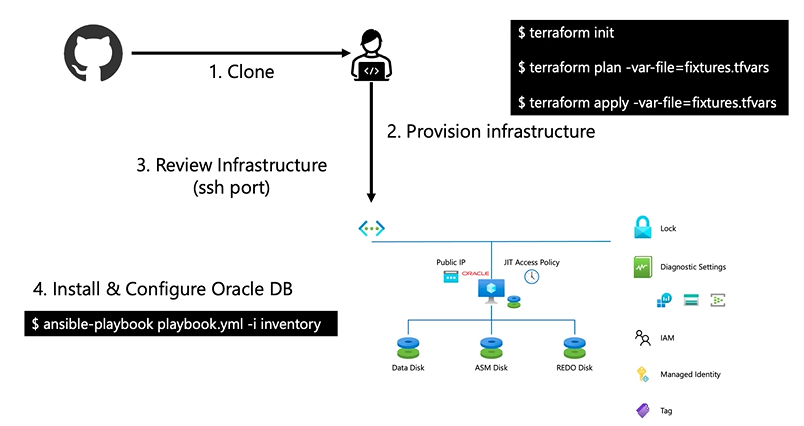 $ terraform init
$ terraform plan -var-file=fixtures.tfvars
$ terraform apply -var-file=fixtures.tfvars
1. Clone
2. Provision infrastructure
3. Review Infrastructure
(ssh port)
Lock
Public IP
JIT Access Policy
ORACLE
Diagnostic Settings
4. Install & Configure Oracle DB
$ ansible-playbook playbook.yml -i inventory
IAM
Data Disk
ASM Disk
REDO Disk
Managed Identity
Tag